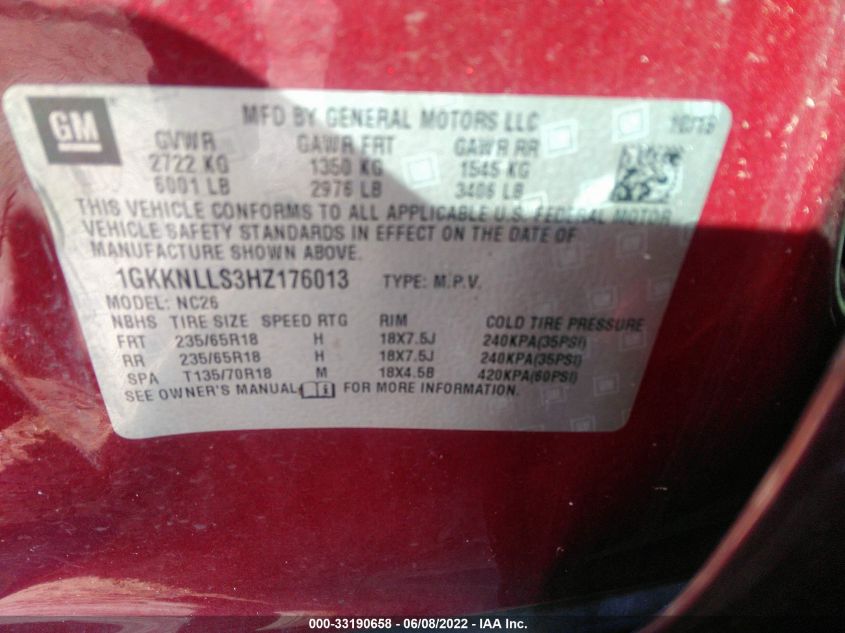 GM
MFD BY GENERAL MOTORS LLC
GVWR GAWR FRT GAWR RR
2722 KG 1350 KG 1545 KG
6001 LB 2976 LB 3406 LB
THIS VEHICLE CONFORMS TO ALL APPLICABLE U.S. FEDERAL MOTOR
VEHICLE SAFETY STANDARDS IN EFFECT ON THE DATE OF
MANUFACTURE SHOWN ABOVE.
1GKKNLLS3HZ176013 TYPE: M.P.V.
MODEL: NC26
NBHS TIRE SIZE SPEED RTG RIM COLD TIRE PRESSURE
FRT 235/65R18 H 18X7.5J 240KPA(35PSI)
RR 235/65R18 H 18X7.5J 240KPA(35PSI)
SPA T135/70R18 M 18X4.5B 420KPA(60PSI)
SEE OWNER'S MANUAL FOR MORE INFORMATION
000-33190658 - 06/08/2022 - IAA Inc.